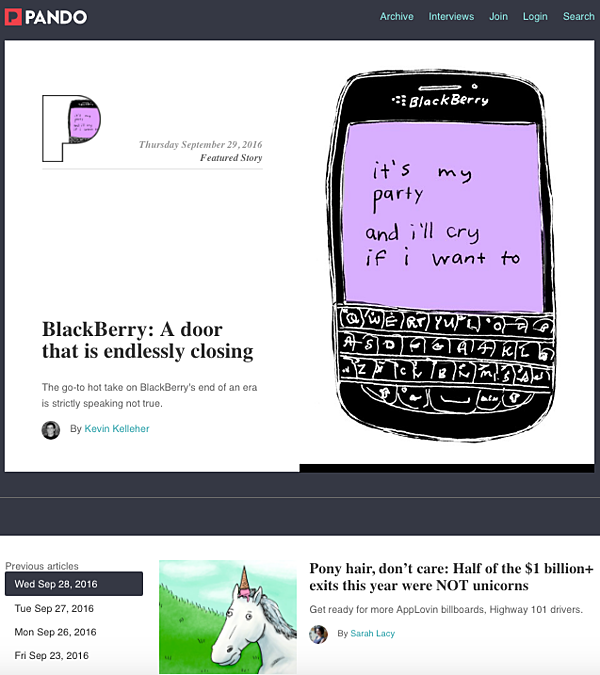 PANDO
Archive Interviews Join Login Search
Thursday September 29, 2016
Featured Story
BlackBerry: A door
that is endlessly closing
The go-to hot take on BlackBerry's end of an era
is strictly speaking not true.
By Kevin Kelleher
BlackBerry
it's my
party
and i'll cry
if i want to
Previous articles
Wed Sep 28, 2016
Tue Sep 27, 2016
Mon Sep 26, 2016
Fri Sep 23, 2016
Pony hair, don't care: Half of the $1 billion+
exits this year were NOT unicorns
Get ready for more AppLovin billboards, Highway 101 drivers.
By Sarah Lacy